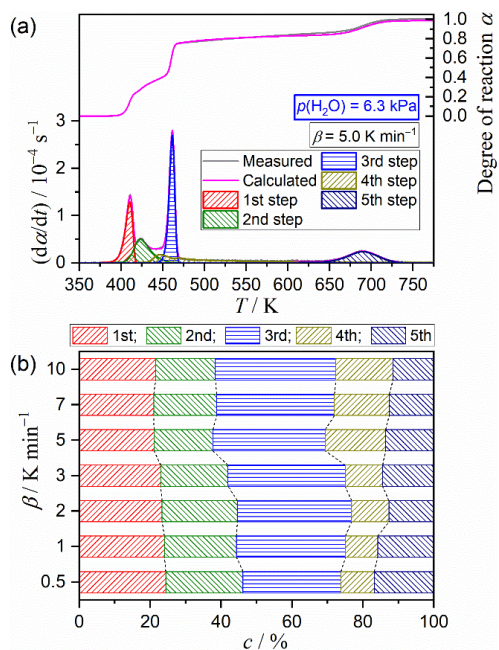 (a)
1.0
0.8
0.6
0.4
0.2
0.0
Degree of reaction α
p(H₂O) = 6.3 kPa
β = 5.0 K min⁻¹
Measured
Calculated
1st step
2nd step
3rd step
4th step
5th step
3
2
1
0
(dα/dt) / 10⁻⁴ s⁻¹
350 400 450 500 550 600 650 700 750
T / K
1st; 2nd; 3rd; 4th; 5th
(b)
10
7
5
3
2
1
0.5
β / K min⁻¹
0 20 40 60 80 100
c / %